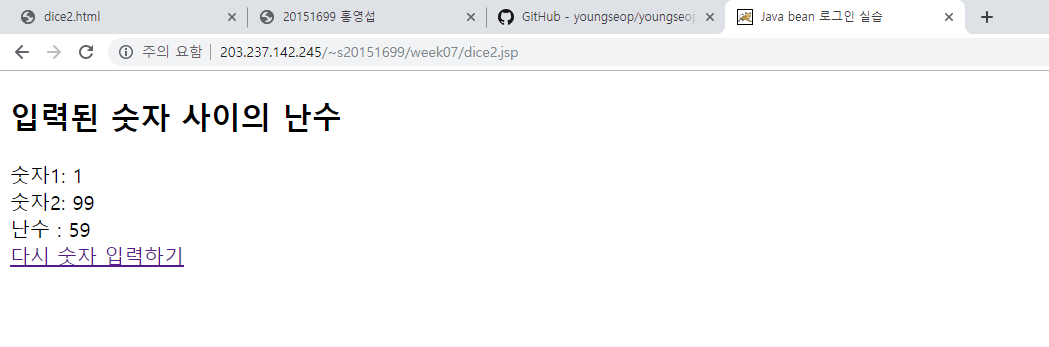 dice2.html
20151699 홍영섭
GitHub - youngseop/youngseop
Java bean 로그인 실습
주의 요함 | 203.237.142.245/~s20151699/week07/dice2.jsp
입력된 숫자 사이의 난수
숫자1: 1
숫자2: 99
난수 : 59
다시 숫자 입력하기